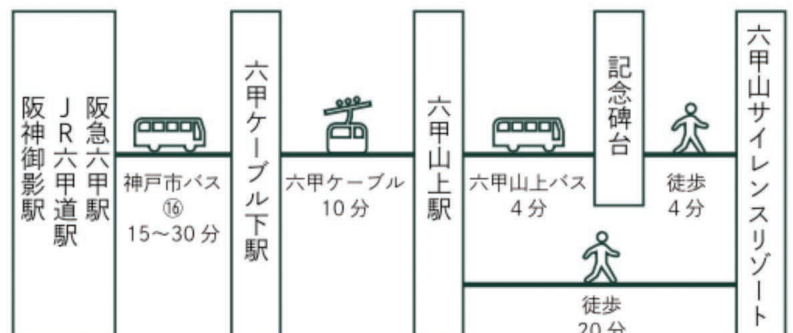 阪急六甲駅
JR六甲道駅
阪神御影駅
神戸市バス
⑯
15〜30分
六甲ケーブル下駅
六甲ケーブル
10分
六甲山上駅
六甲山上バス
4分
記念碑台
徒歩
4分
六甲山サイレンスリゾート
徒歩
20分